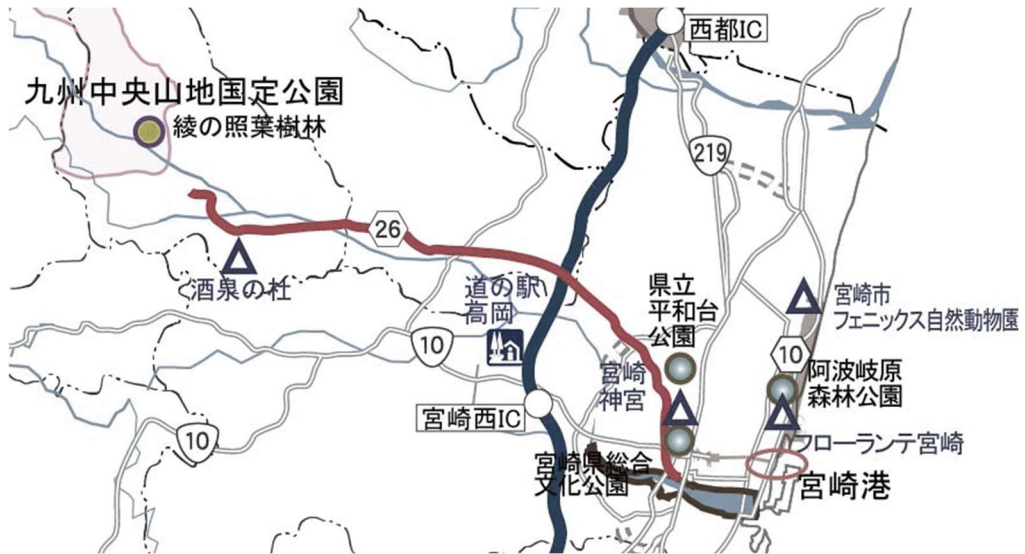 西都IC
九州中央山地国定公園
綾の照葉樹林
219
26
酒泉の杜
道の駅
高岡
県立
平和台
公園
宮崎市
フェニックス自然動物園
10
10
阿波岐原
森林公園
宮崎
神宮
宮崎西IC
10
フローランテ宮崎
宮崎県総合
文化公園
宮崎港